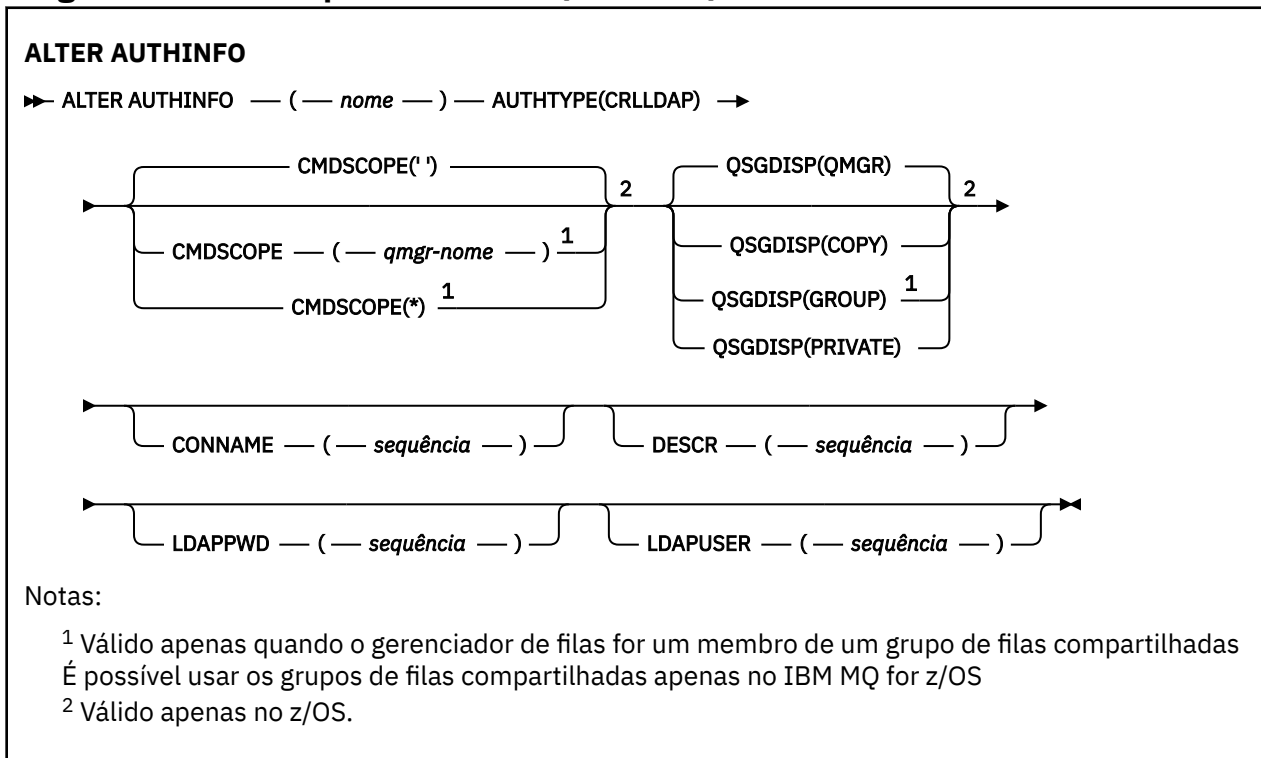 ALTER AUTHINFO
ALTER AUTHINFO — ( — nome — ) — AUTHTYPE(CRLLDAP)
CMDSCOPE(' ')
CMDSCOPE — ( — qmgr-nome — ) 1
CMDSCOPE(*) 1
2
QSGDISP(QMGR)
QSGDISP(COPY)
QSGDISP(GROUP) 1
QSGDISP(PRIVATE)
2
CONNAME — ( — sequência — )
DESCR — ( — sequência — )
LDAPPWD — ( — sequência — )
LDAPUSER — ( — sequência — )
Notas:
1 Válido apenas quando o gerenciador de filas for um membro de um grupo de filas compartilhadas
É possível usar os grupos de filas compartilhadas apenas no IBM MQ for z/OS
2 Válido apenas no z/OS.